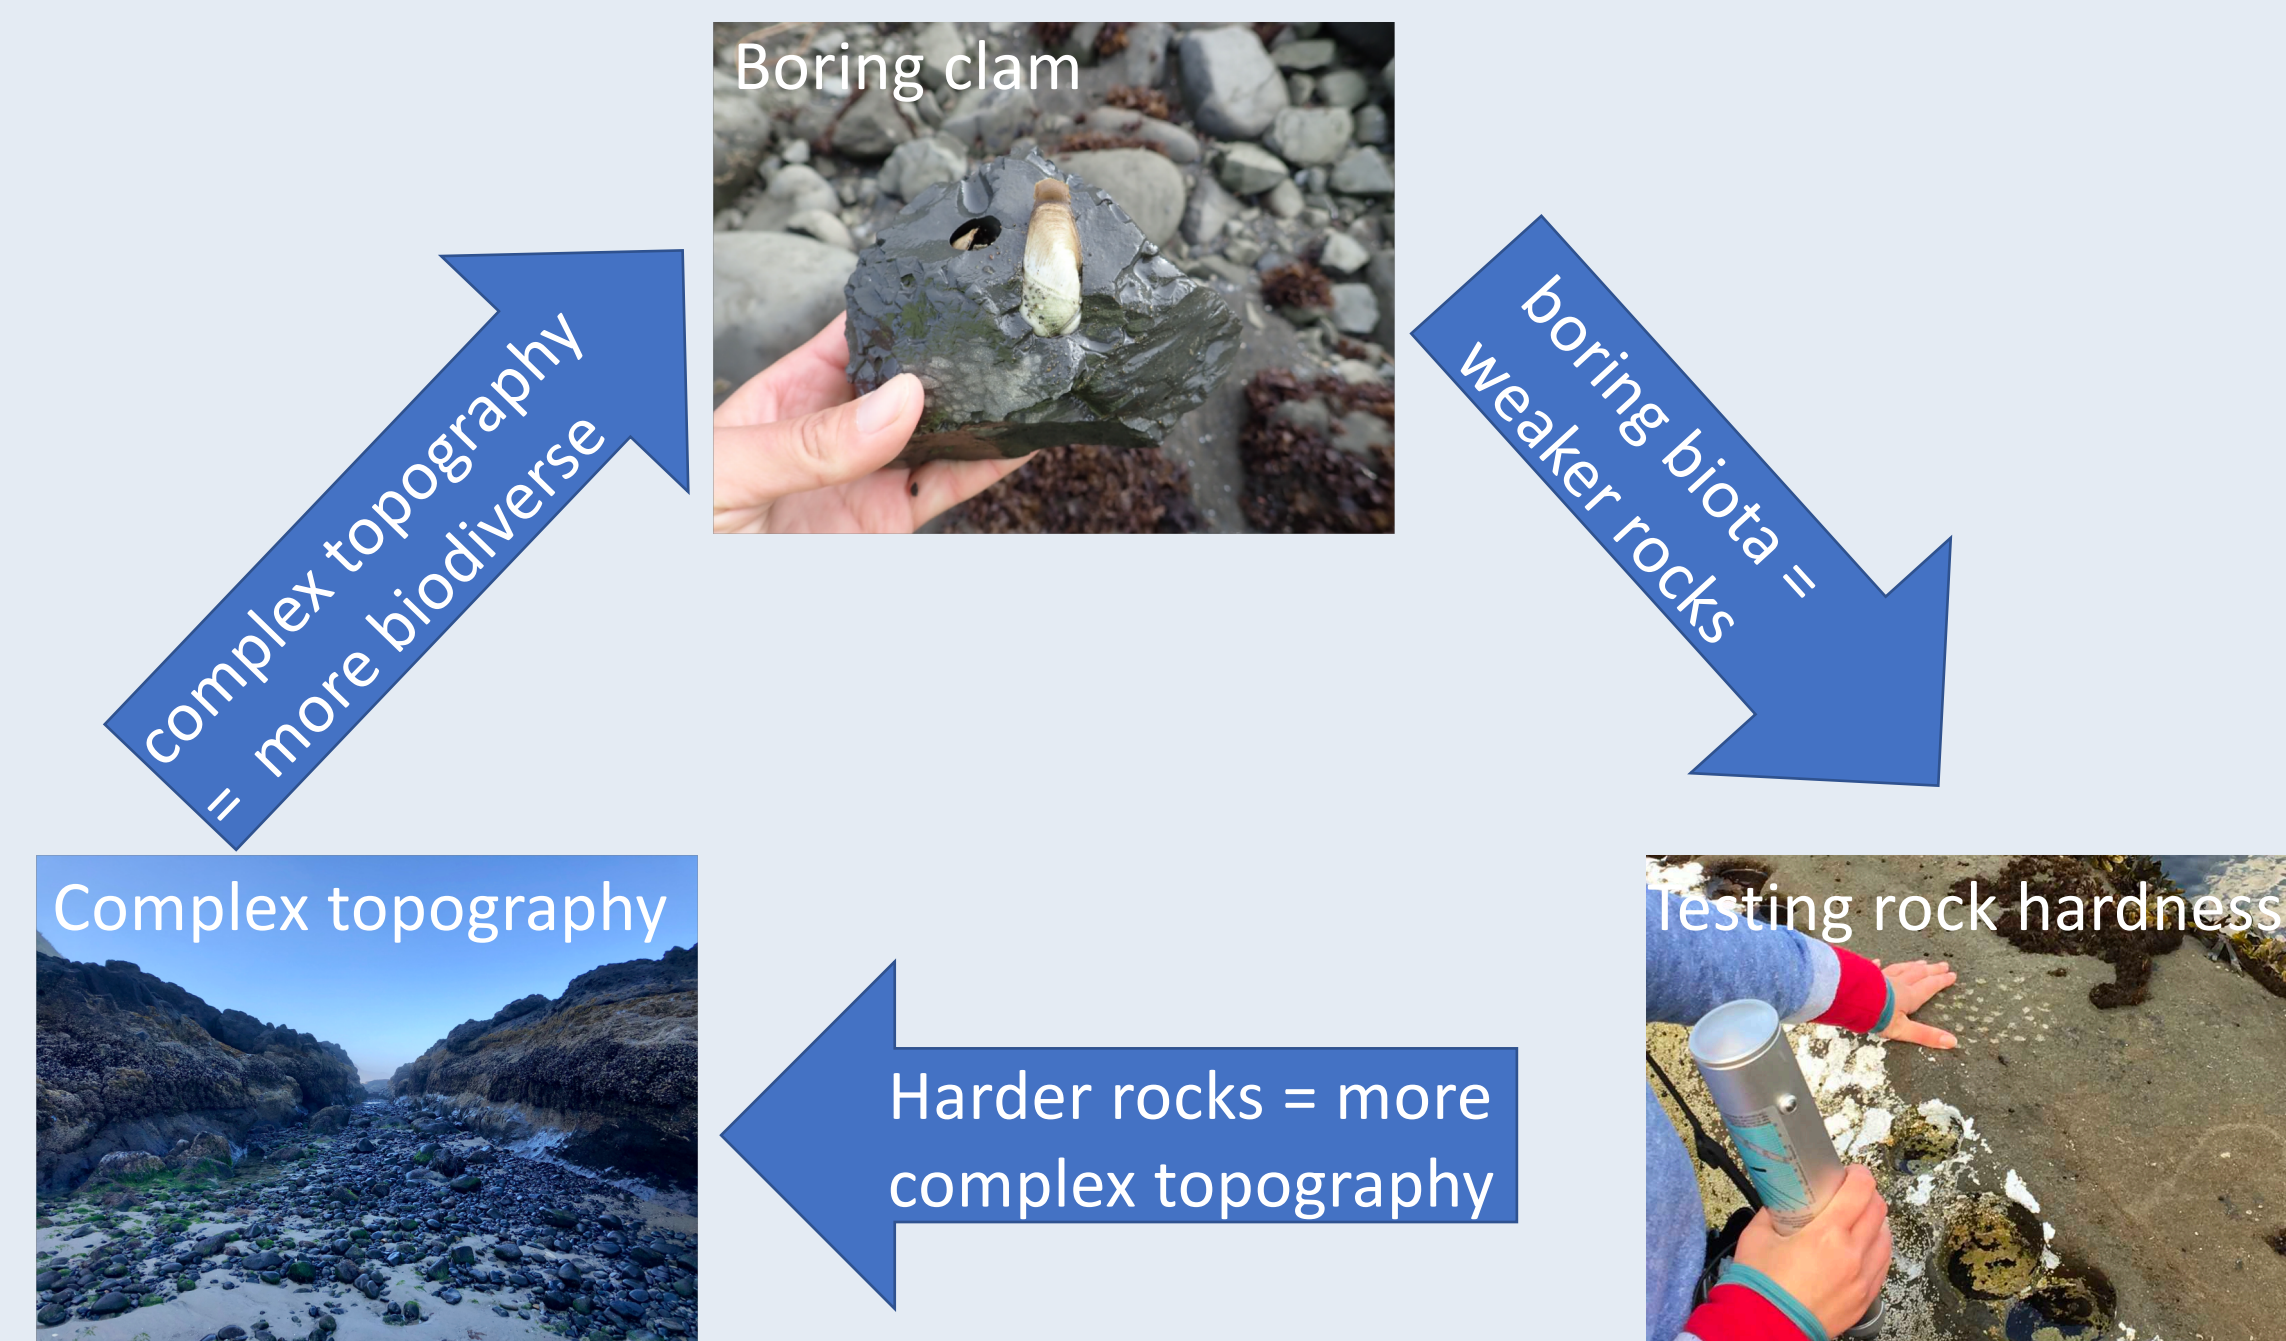 Boring clam
complex topography
= more biodiverse
boring biota =
weaker rocks
Complex topography
Testing rock hardness
Harder rocks = more
complex topography